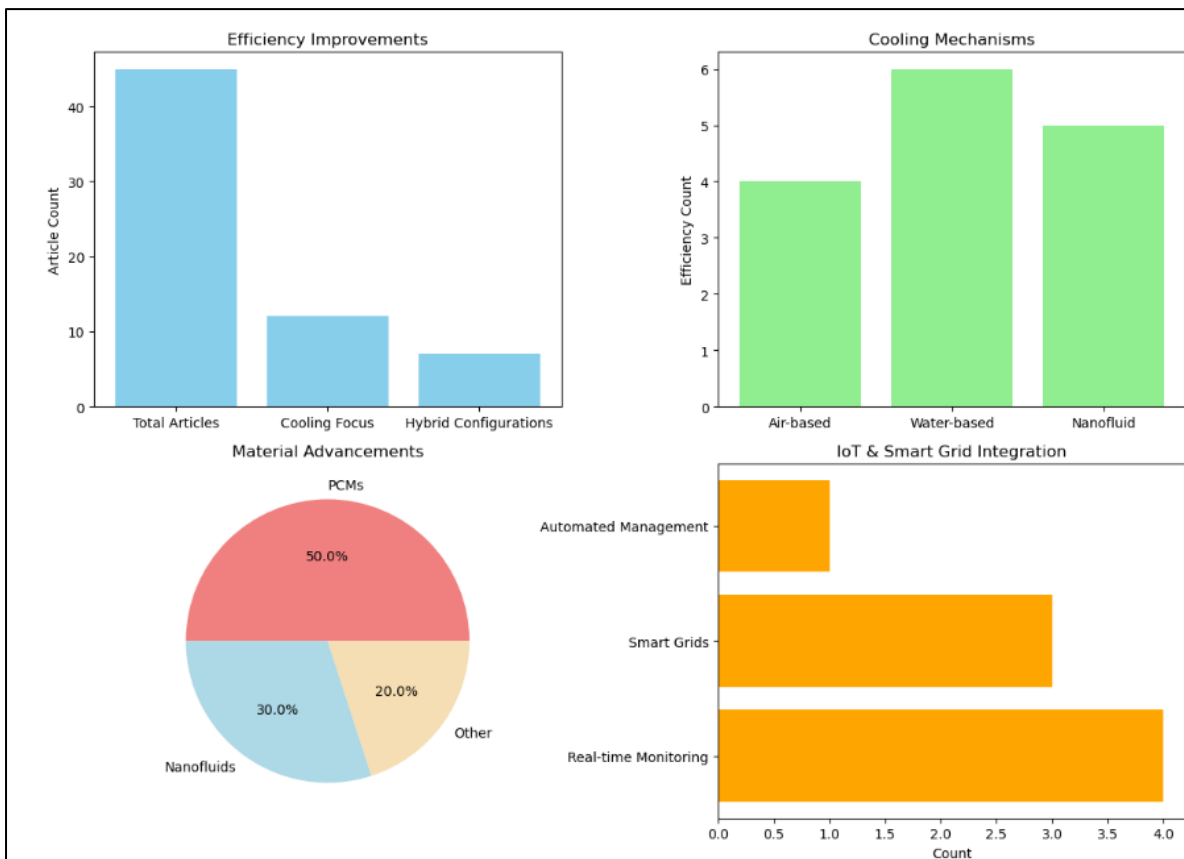 Efficiency Improvements
Article Count
40
30
20
10
0
Total Articles
Cooling Focus
Hybrid Configurations
Cooling Mechanisms
Efficiency Count
6
5
4
3
2
1
0
Air-based
Water-based
Nanofluid
Material Advancements
PCMs
50.0%
30.0%
20.0%
Nanofluids
Other
IoT & Smart Grid Integration
Automated Management
Smart Grids
Real-time Monitoring
0.0
0.5
1.0
1.5
2.0
2.5
3.0
3.5
4.0
Count